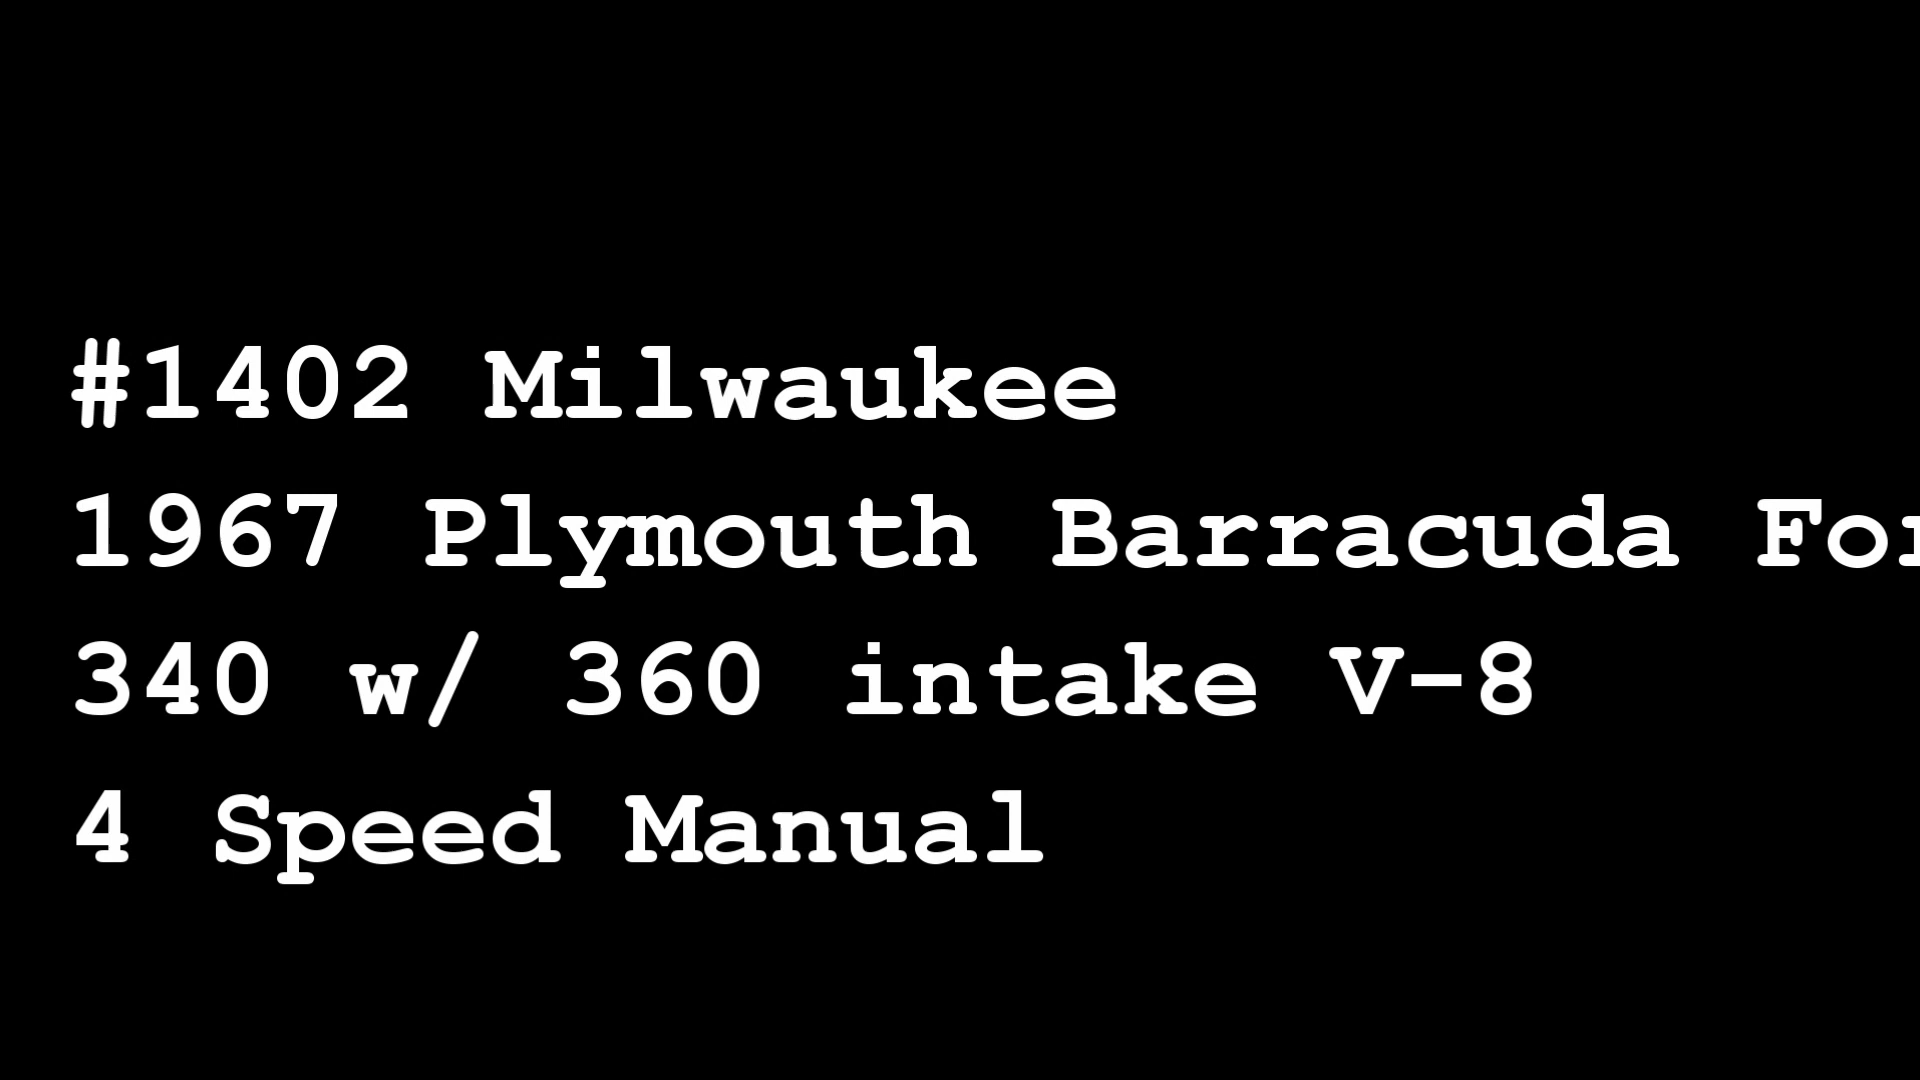 #1402 Milwaukee
1967 Plymouth Barracuda
340 w/ 360 intake V-8
4 Speed Manual